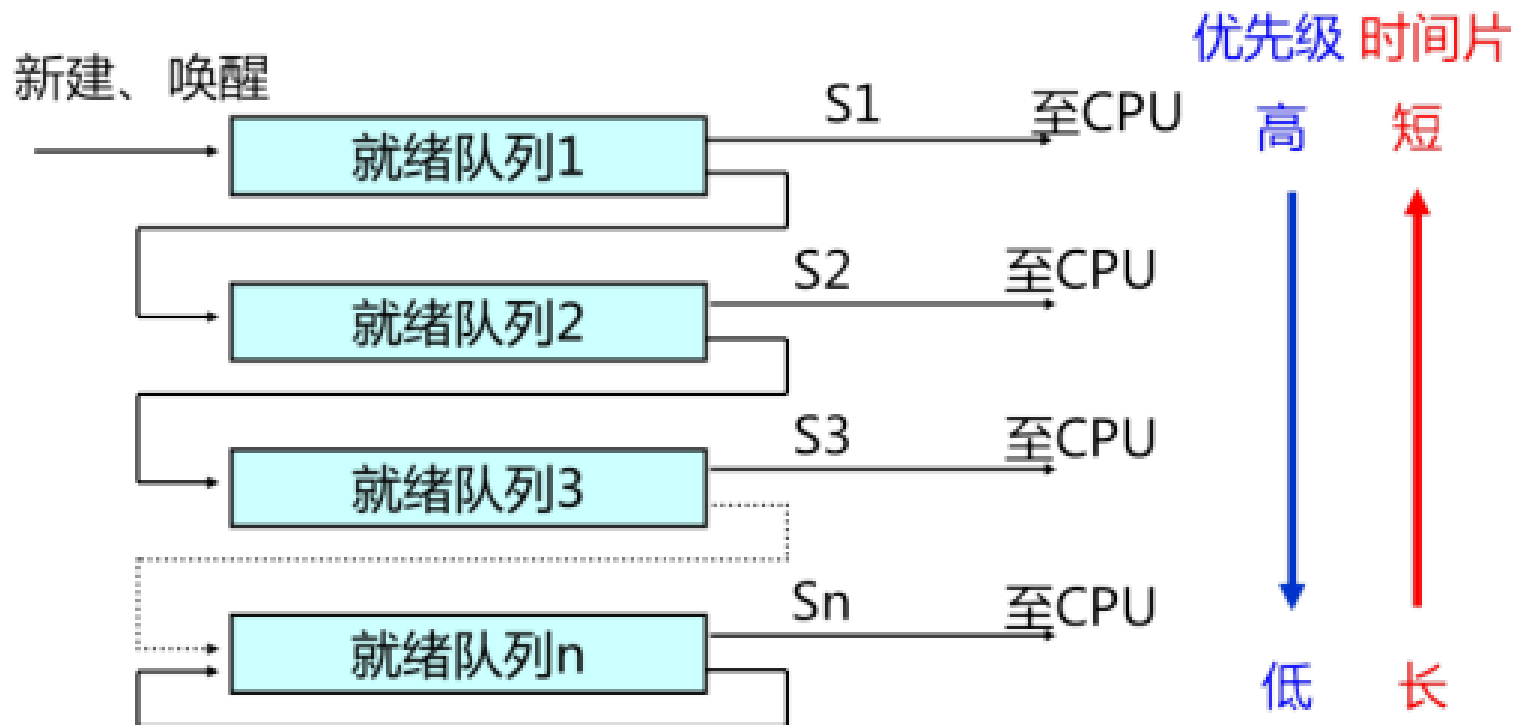 优先级 时间片
新建、唤醒
S1 至CPU 高 短
就绪队列1
S2 至CPU
就绪队列2
S3 至CPU
就绪队列3
Sn 至CPU
就绪队列n
低 长